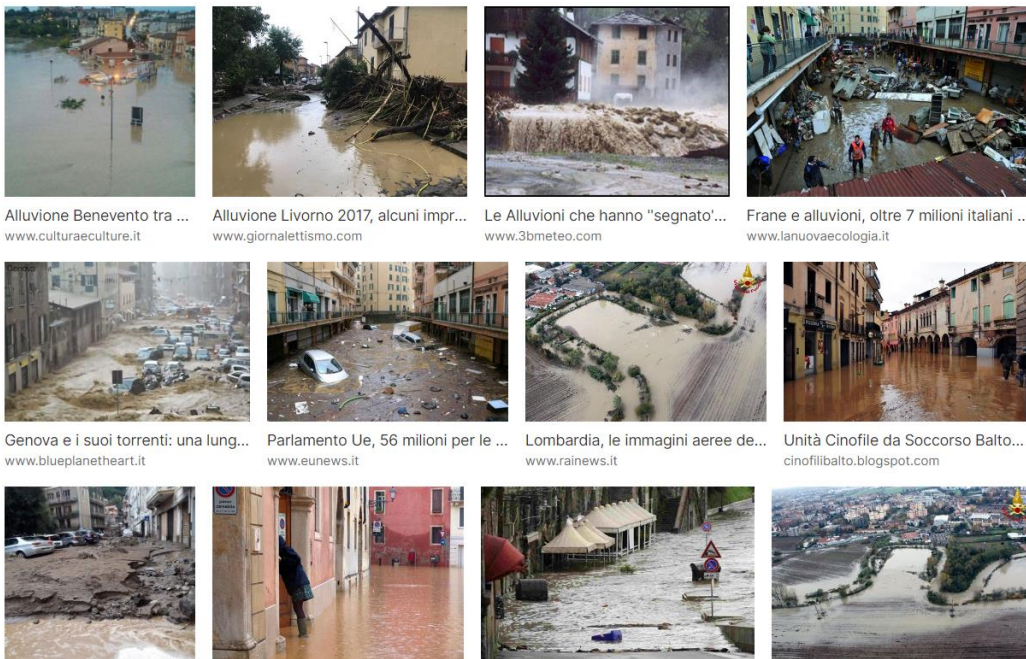 Alluvione Benevento tra ...
www.culturaeculture.it
Alluvione Livorno 2017, alcuni impr...
www.giornalettismo.com
Le Alluvioni che hanno "segnato'...
www.3bmeteo.com
Frane e alluvioni, oltre 7 milioni italiani ...
www.lanuovaecologia.it
Genova
Genova e i suoi torrenti: una lung...
www.blueplanetheart.it
Parlamento Ue, 56 milioni per le ...
www.eunews.it
Lombardia, le immagini aeree de...
www.rainews.it
Unità Cinofile da Soccorso Balto...
cinofilibalto.blogspot.com